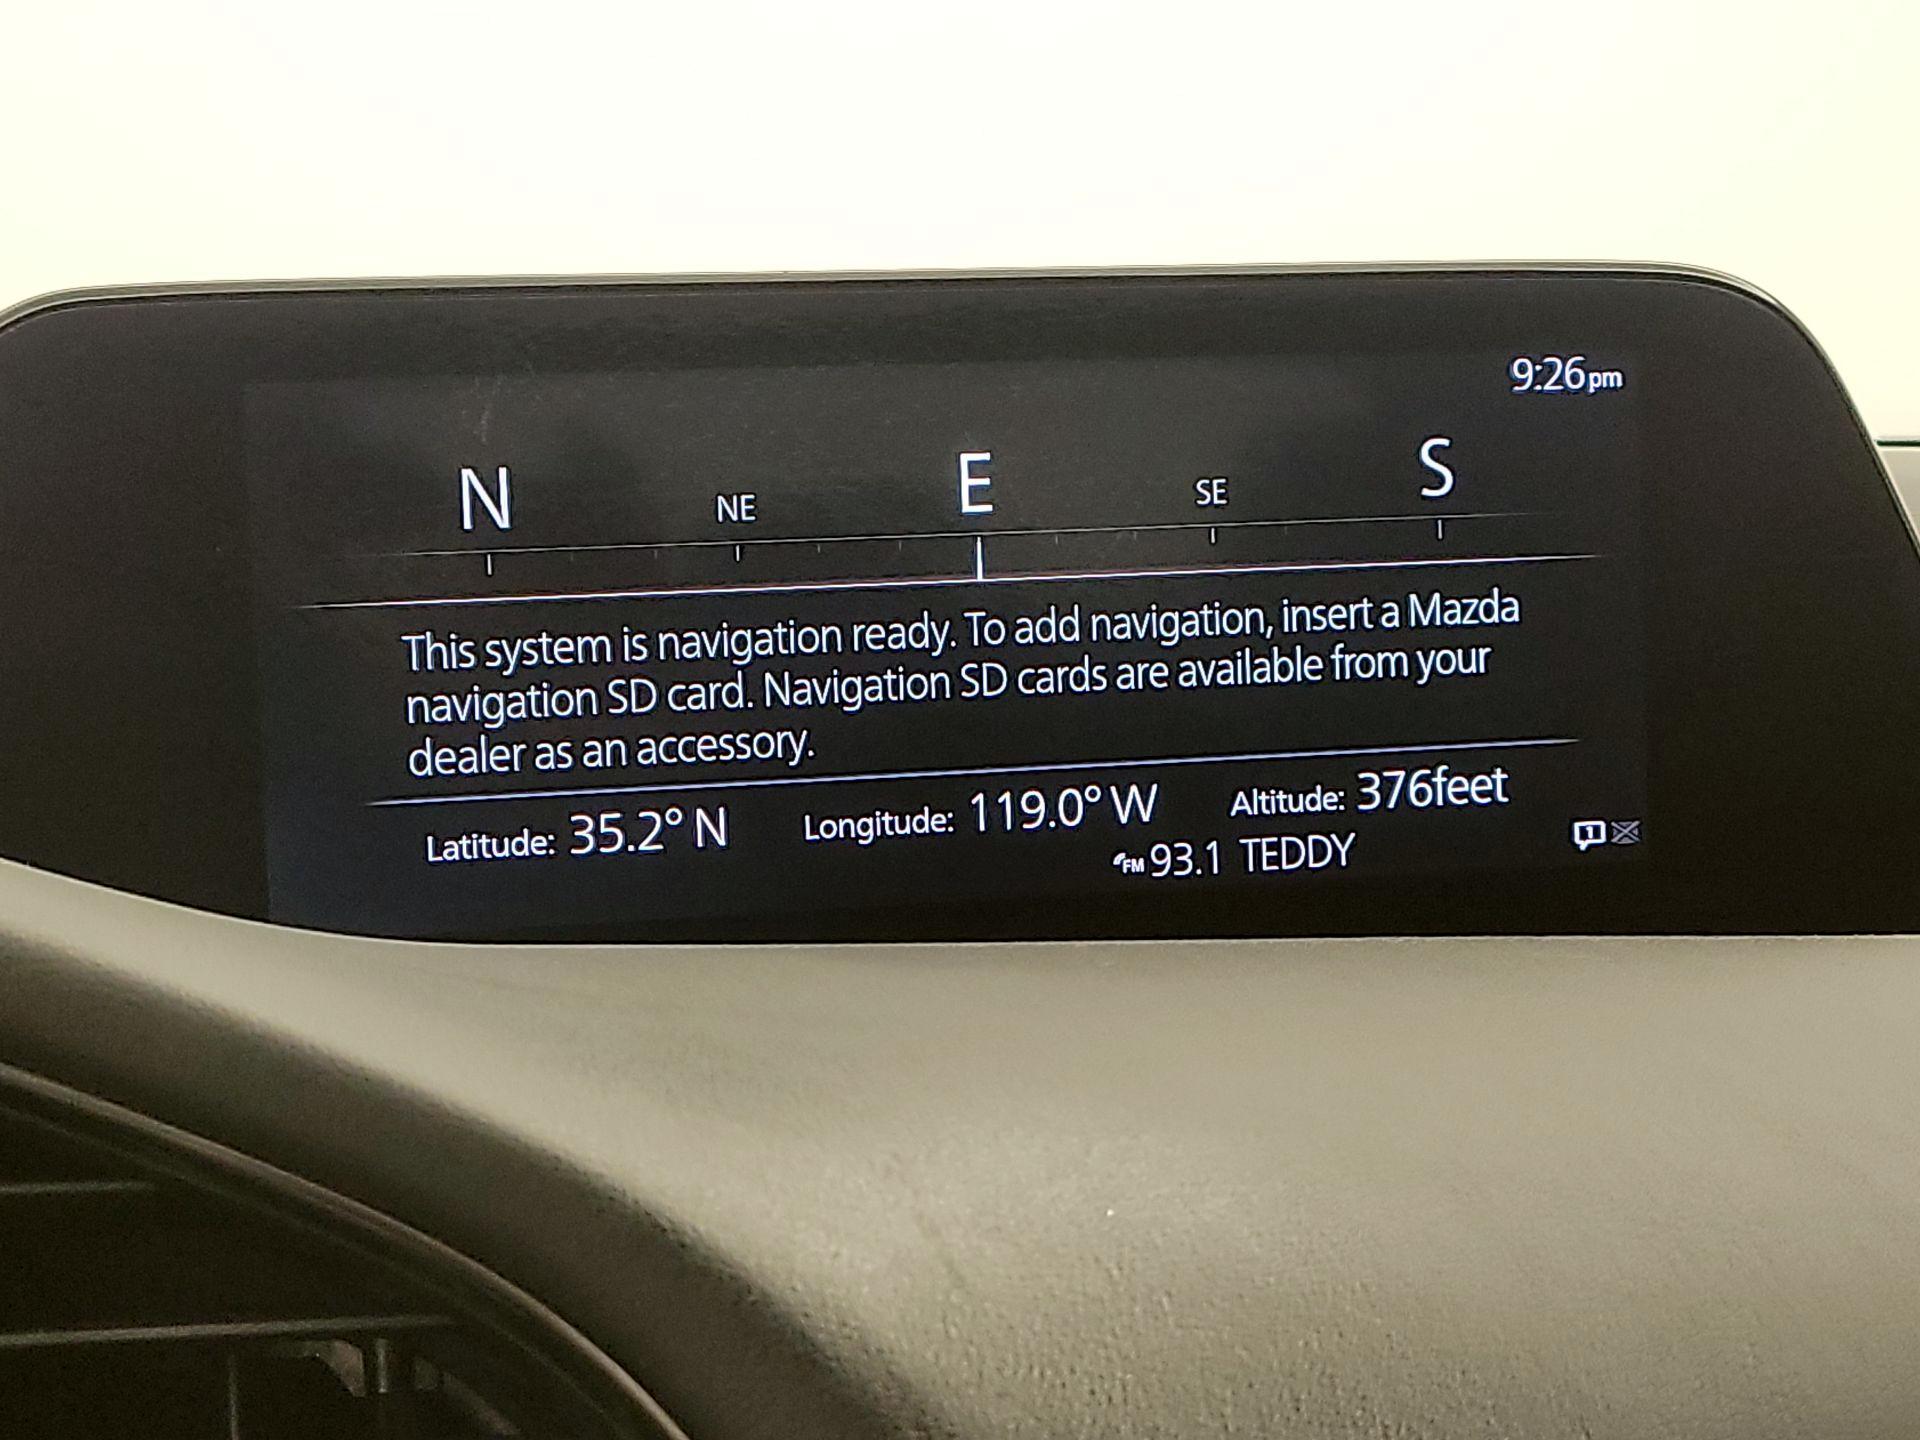 9:26pm
N NE E SE S
This system is navigation ready. To add navigation, insert a Mazda
navigation SD card. Navigation SD cards are available from your
dealer as an accessory.
Latitude: 35.2° N Longitude: 119.0° W Altitude: 376feet
FM 93.1 TEDDY
1